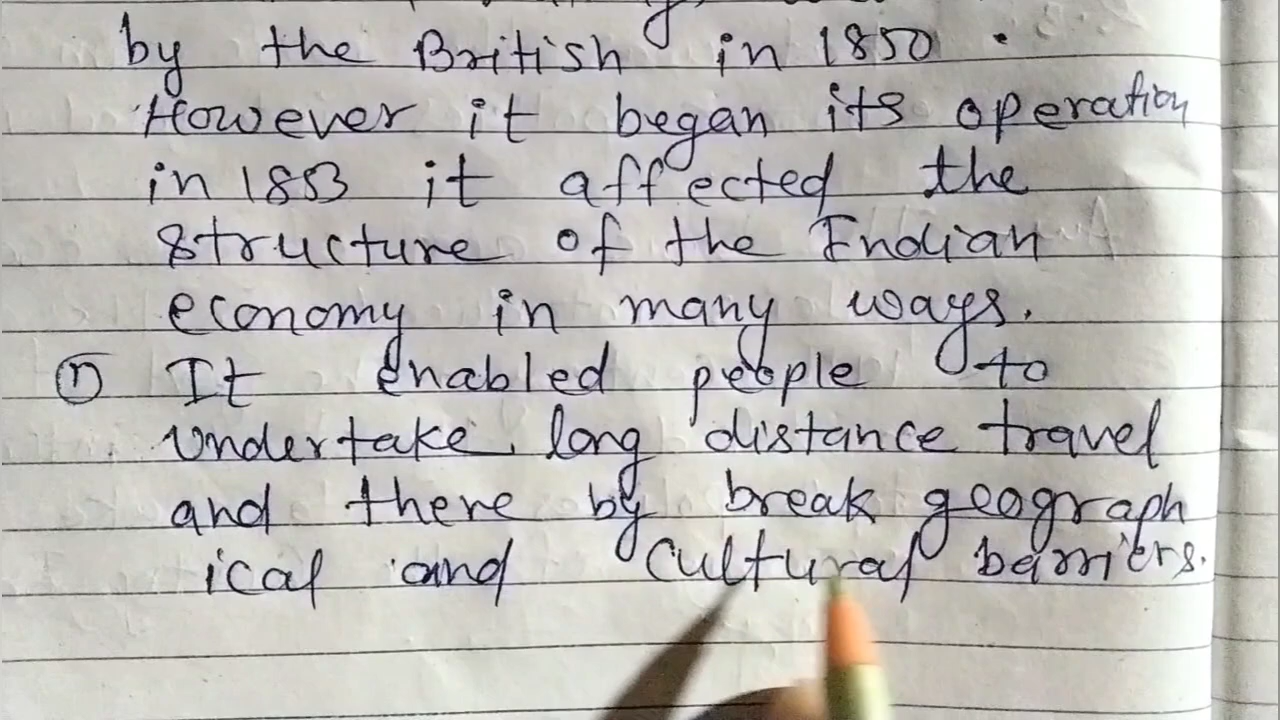 by the British in 1850.
However it began its operation
in 1853 it affected the
structure of the Indian
economy in many ways.
① It enabled people to
undertake long distance travel
and there by break geograph
ical and cultural barriers.